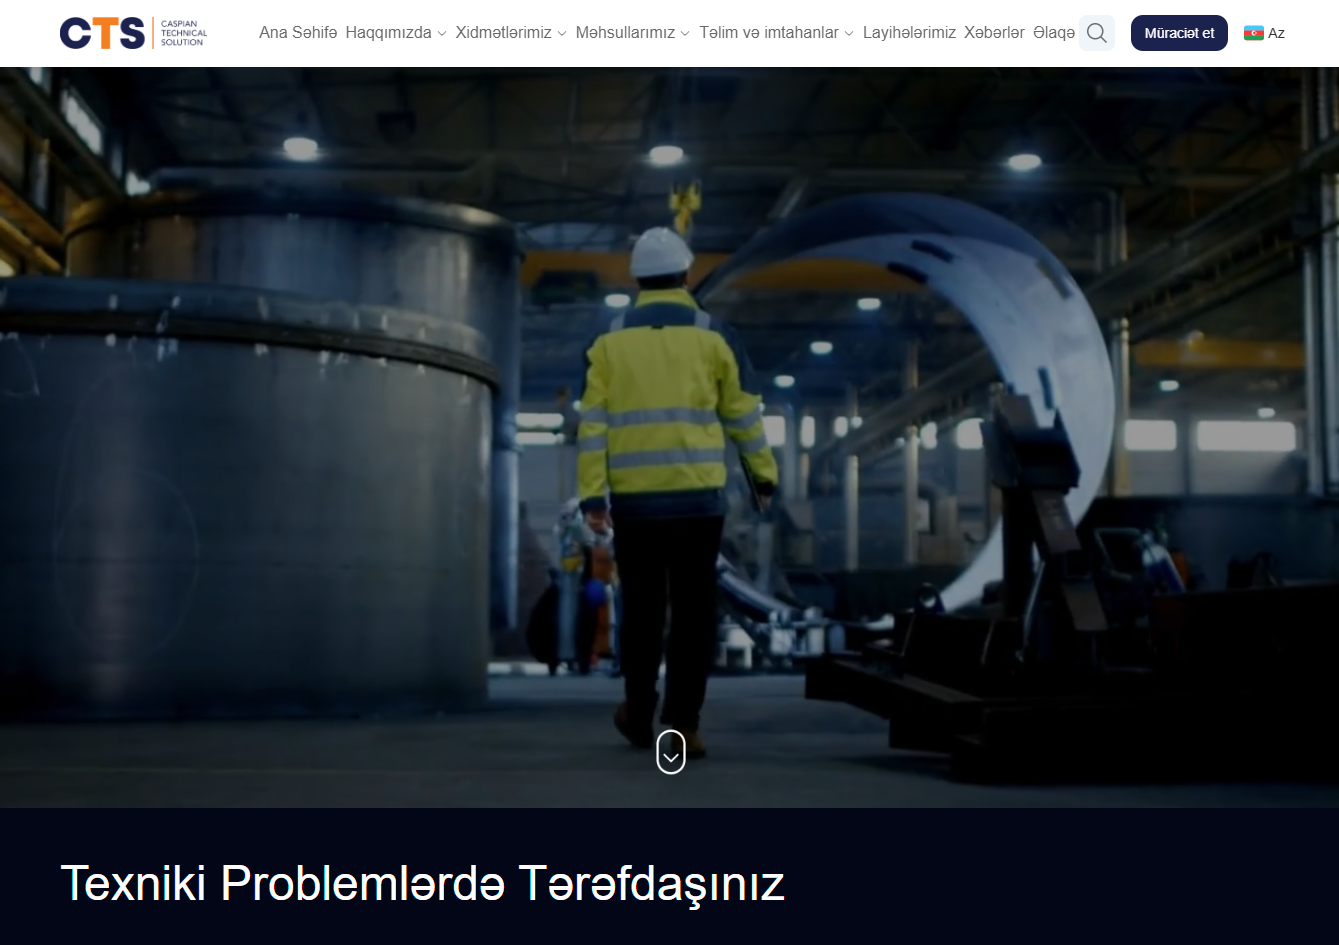 CTS
CASPIAN
TECHNICAL
SOLUTION
Ana Səhifə Haqqımızda Xidmətlərimiz Məhsullarımız Təlim və imtahanlar Layihələrimiz Xəbərlər Əlaqə Müraciət et Az
Texniki Problemlərdə Tərəfdaşınız